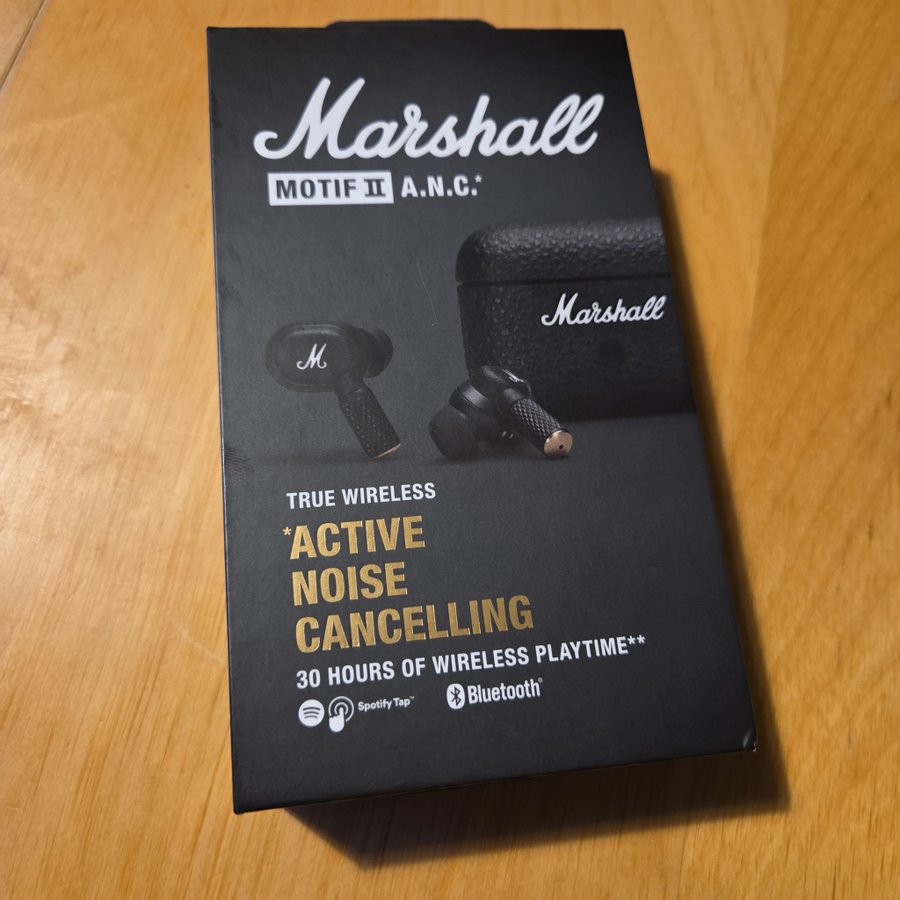 Marshall
MOTIF II A.N.C.*
Marshall
M
TRUE WIRELESS
*ACTIVE
NOISE
CANCELLING
30 HOURS OF WIRELESS PLAYTIME**
Spotify Tap™ Bluetooth®